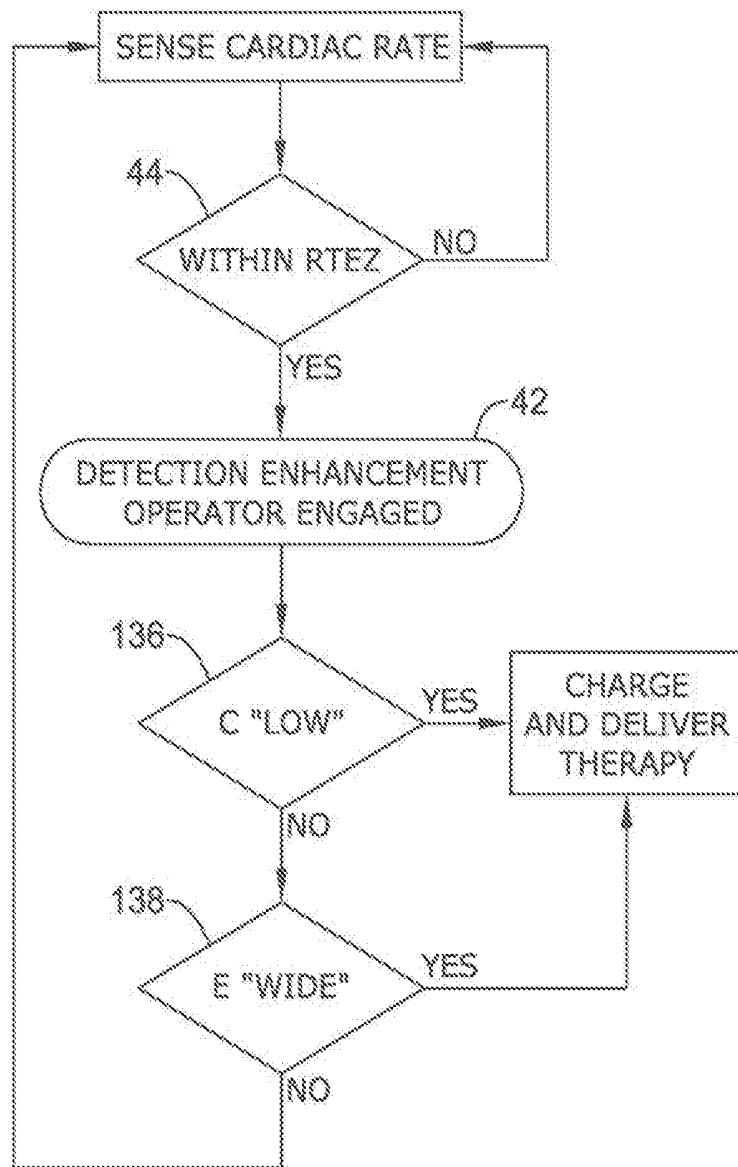 SENSE CARDIAC RATE
44
WITHIN RTEZ
NO
YES
42
DETECTION ENHANCEMENT
OPERATOR ENGAGED
136
C "LOW"
YES
CHARGE
AND DELIVER
THERAPY
NO
138
E "WIDE"
YES
NO